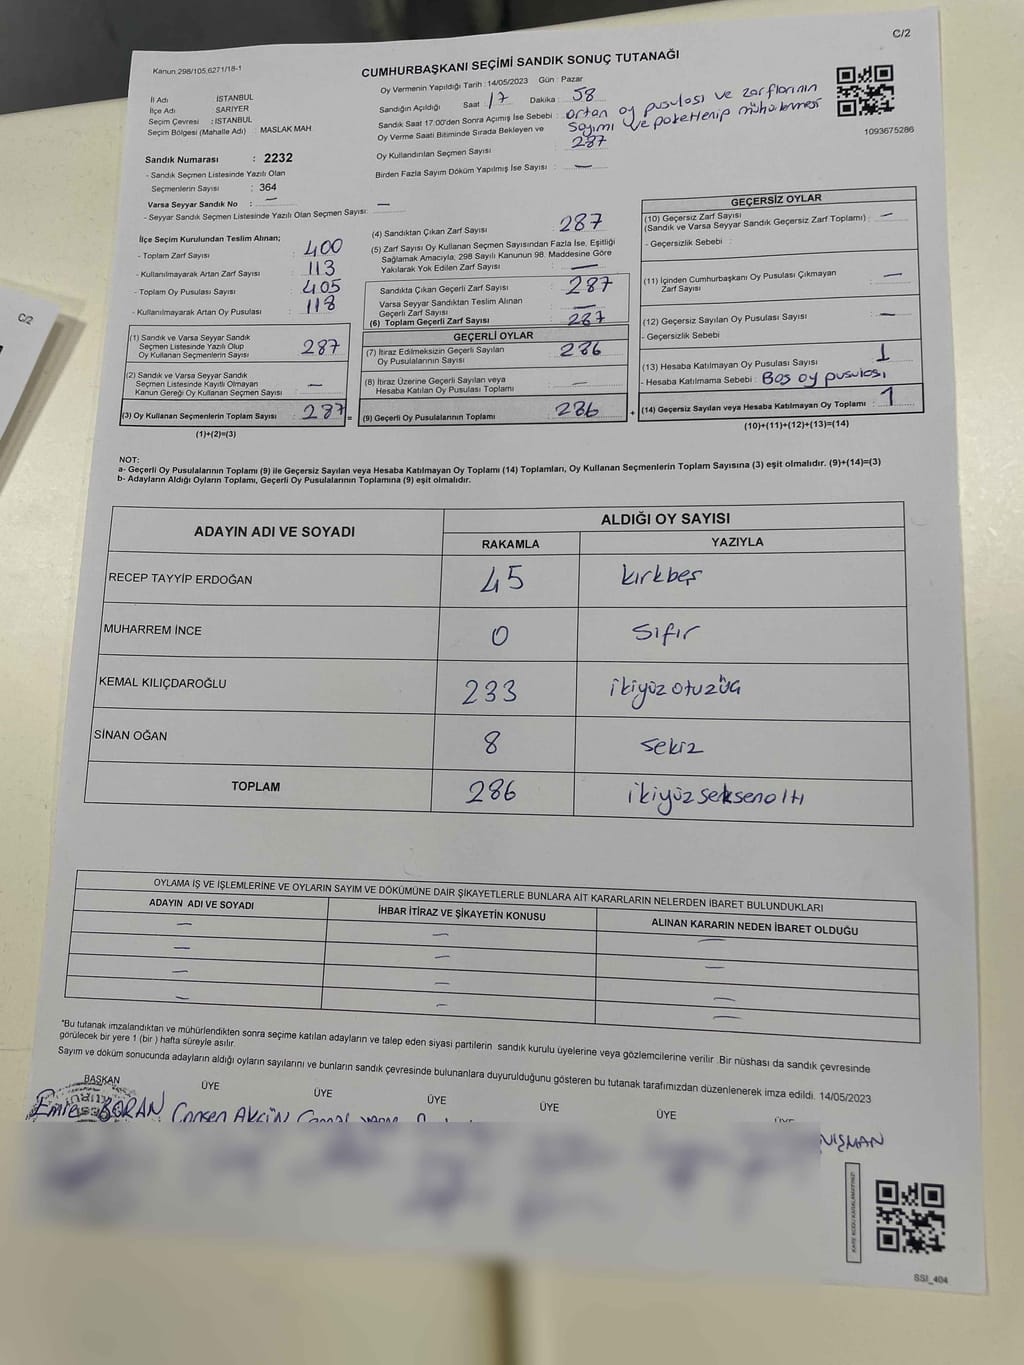 C/2
Kanun 298/105,6271/18-1
CUMHURBAŞKANI SEÇİMİ SANDIK SONUÇ TUTANAĞI
İl Adı İSTANBUL
İlçe Adı SARIYER
Seçim Çevresi : İSTANBUL
Seçim Bölgesi (Mahalle Adı) : MASLAK MAH
Sandık Numarası : 2232
- Sandık Seçmen Listesinde Yazılı Olan
Seçmenlerin Sayısı : 364
Varsa Seyyar Sandık No : —
- Seyyar Sandık Seçmen Listesinde Yazılı Olan Seçmen Sayısı: —
Oy Vermenin Yapıldığı Tarih : 14/05/2023 Gün : Pazar
Sandığın Açıldığı Saat : 17 Dakika : 58
Sandık Saat 17:00'den Sonra Açımış İse Sebebi : Artan oy pusulası ve zarflarının
Oy Verme Saati Bitiminde Sırada Bekleyen ve sayımı ve paketlenip mühürlenmesi
Oy Kullandırılan Seçmen Sayısı : 287
Birden Fazla Sayım Döküm Yapılmış İse Sayısı : —
1093675286
İlçe Seçim Kurulundan Teslim Alınan;
- Toplam Zarf Sayısı : 400
- Kullanılmayarak Artan Zarf Sayısı : 113
- Toplam Oy Pusulası Sayısı : 405
- Kullanılmayarak Artan Oy Pusulası : 118
(1) Sandık ve Varsa Seyyar Sandık
Seçmen Listesinde Yazılı Olup
Oy Kullanan Seçmenlerin Sayısı : 287
(2) Sandık ve Varsa Seyyar Sandık
Seçmen Listesinde Kayıtlı Olmayan
Kanun Gereği Oy Kullanan Seçmen Sayısı : —
(3) Oy Kullanan Seçmenlerin Toplam Sayısı : 287 =
(1)+(2)=(3)
(4) Sandıktan Çıkan Zarf Sayısı : 287
(5) Zarf Sayısı Oy Kullanan Seçmen Sayısından Fazla İse, Eşitliği
Sağlamak Amacıyla, 298 Sayılı Kanunun 98. Maddesine Göre
Yakılarak Yok Edilen Zarf Sayısı : —
Sandıkta Çıkan Geçerli Zarf Sayısı : 287
Varsa Seyyar Sandıktan Teslim Alınan
Geçerli Zarf Sayısı : —
(6) Toplam Geçerli Zarf Sayısı : 287
GEÇERLİ OYLAR
(7) İtiraz Edilmeksizin Geçerli Sayılan
Oy Pusulalarının Sayısı : 286
(8) İtiraz Üzerine Geçerli Sayılan veya
Hesaba Katılan Oy Pusulası Toplamı : —
(9) Geçerli Oy Pusulalarının Toplamı : 286 +
GEÇERSİZ OYLAR
(10) Geçersiz Zarf Sayısı
(Sandık ve Varsa Seyyar Sandık Geçersiz Zarf Toplamı) : —
- Geçersizlik Sebebi :
(11) İçinden Cumhurbaşkanı Oy Pusulası Çıkmayan
Zarf Sayısı : —
(12) Geçersiz Sayılan Oy Pusulası Sayısı : —
- Geçersizlik Sebebi
(13) Hesaba Katılmayan Oy Pusulası Sayısı : 1
- Hesaba Katılmama Sebebi : Boş oy pusulası
(14) Geçersiz Sayılan veya Hesaba Katılmayan Oy Toplamı : 1
(10)+(11)+(12)+(13)=(14)
NOT:
a- Geçerli Oy Pusulalarının Toplamı (9) ile Geçersiz Sayılan veya Hesaba Katılmayan Oy Toplamı (14) Toplamları, Oy Kullanan Seçmenlerin Toplam Sayısına (3) eşit olmalıdır. (9)+(14)=(3)
b- Adayların Aldığı Oyların Toplamı, Geçerli Oy Pusulalarının Toplamına (9) eşit olmalıdır.
ADAYIN ADI VE SOYADI ALDIĞI OY SAYISI
RAKAMLA YAZIYLA
RECEP TAYYİP ERDOĞAN 45 kırkbeş
MUHARREM İNCE 0 sıfır
KEMAL KILIÇDAROĞLU 233 ikiyüzotuzüç
SİNAN OĞAN 8 sekiz
TOPLAM 286 ikiyüzseksenaltı
OYLAMA İŞ VE İŞLEMLERİNE VE OYLARIN SAYIM VE DÖKÜMÜNE DAİR ŞİKAYETLERLE BUNLARA AİT KARARLARIN NELERDEN İBARET BULUNDUKLARI
ADAYIN ADI VE SOYADI İHBAR İTİRAZ VE ŞİKAYETİN KONUSU ALINAN KARARIN NEDEN İBARET OLDUĞU
— — —
— — —
— — —
— — —
*Bu tutanak imzalandıktan ve mühürlendikten sonra seçime katılan adayların ve talep eden siyasi partilerin sandık kurulu üyelerine veya gözlemcilerine verilir. Bir nüshası da sandık çevresinde
görülecek bir yere 1 (bir ) hafta süreyle asılır.
Sayım ve döküm sonucunda adayların aldığı oyların sayılarını ve bunların sandık çevresinde bulunanlara duyurulduğunu gösteren bu tutanak tarafımızdan düzenlenerek imza edildi. 14/05/2023
BAŞKAN ÜYE ÜYE ÜYE ÜYE ÜYE ÜYE
Emre BORAN Cansen AKGÜN
KARE KODU KARALAMAYINIZ!
SSİ_404
C/2